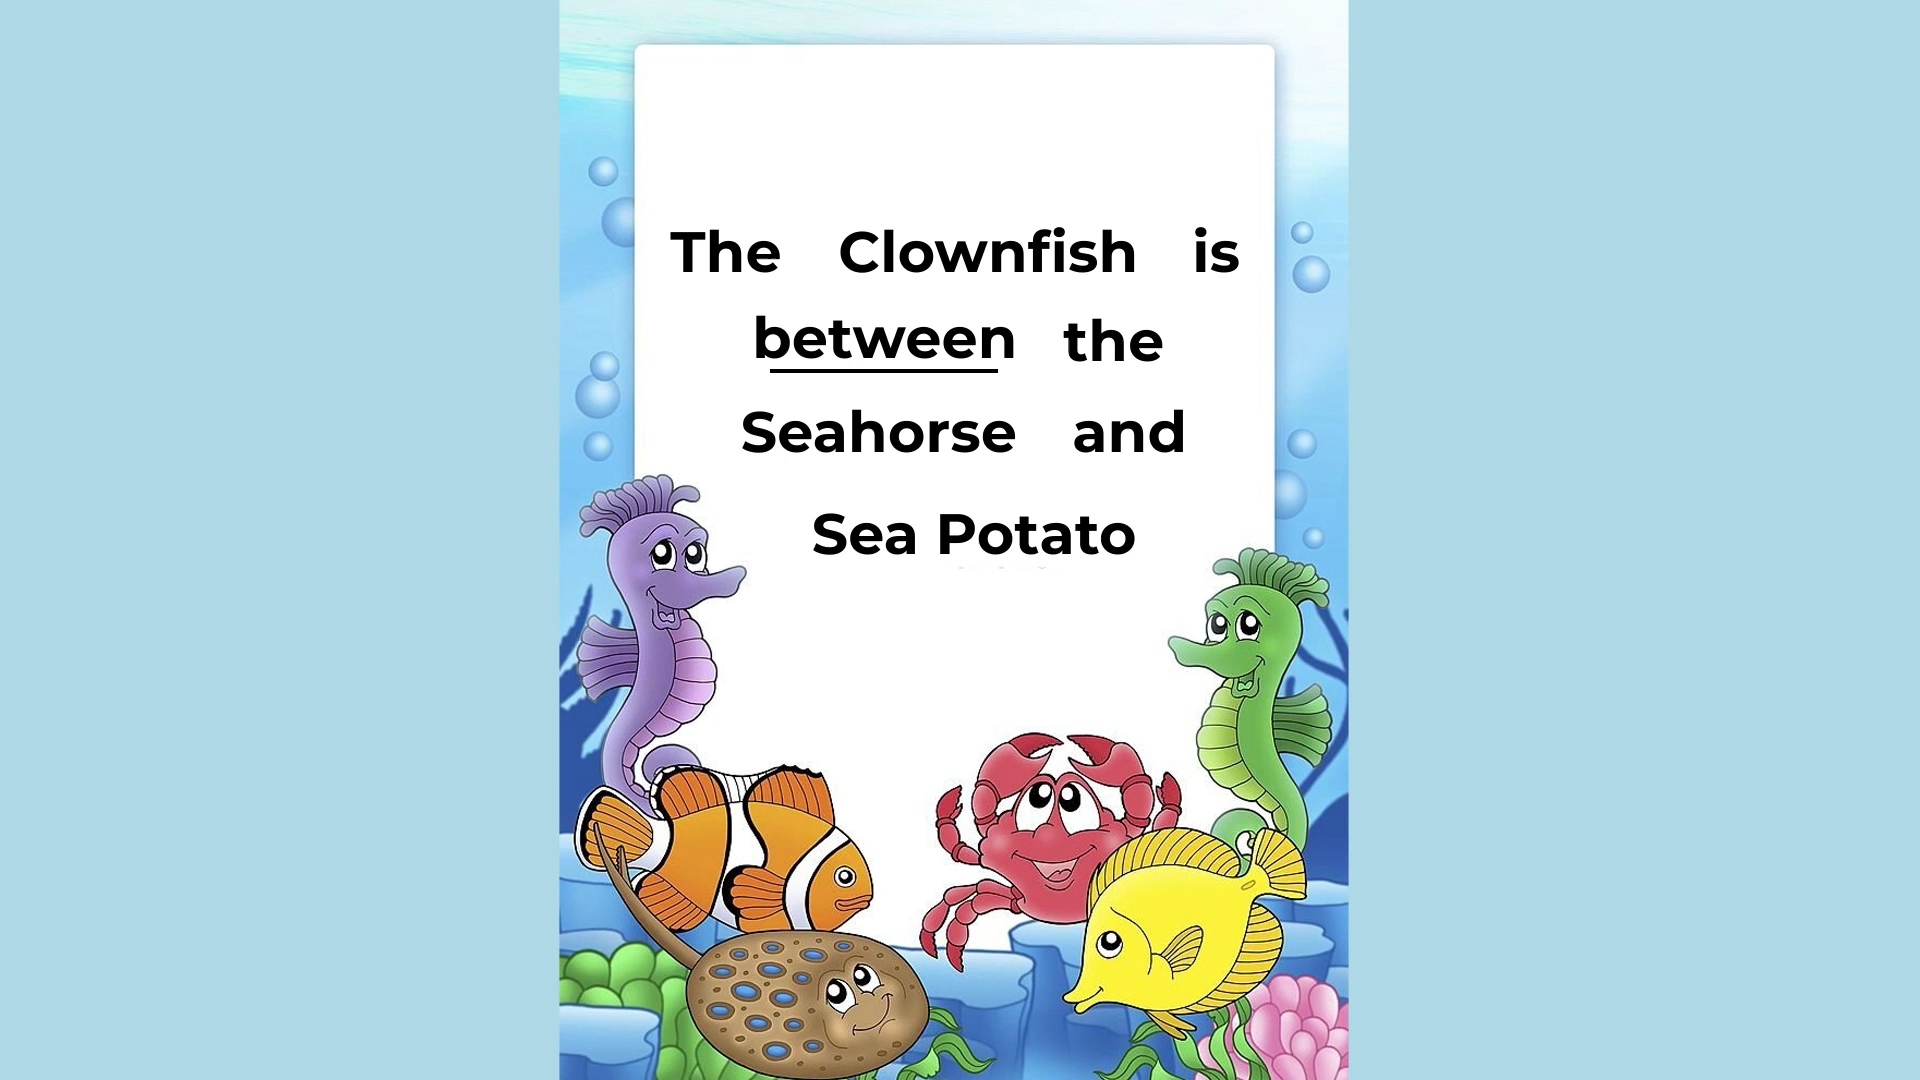 The Clownfish is
between the
Seahorse and
Sea Potato